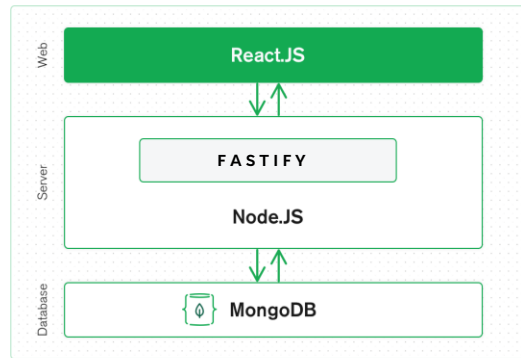 Web
React.JS
Server
FASTIFY
Node.JS
Database
MongoDB